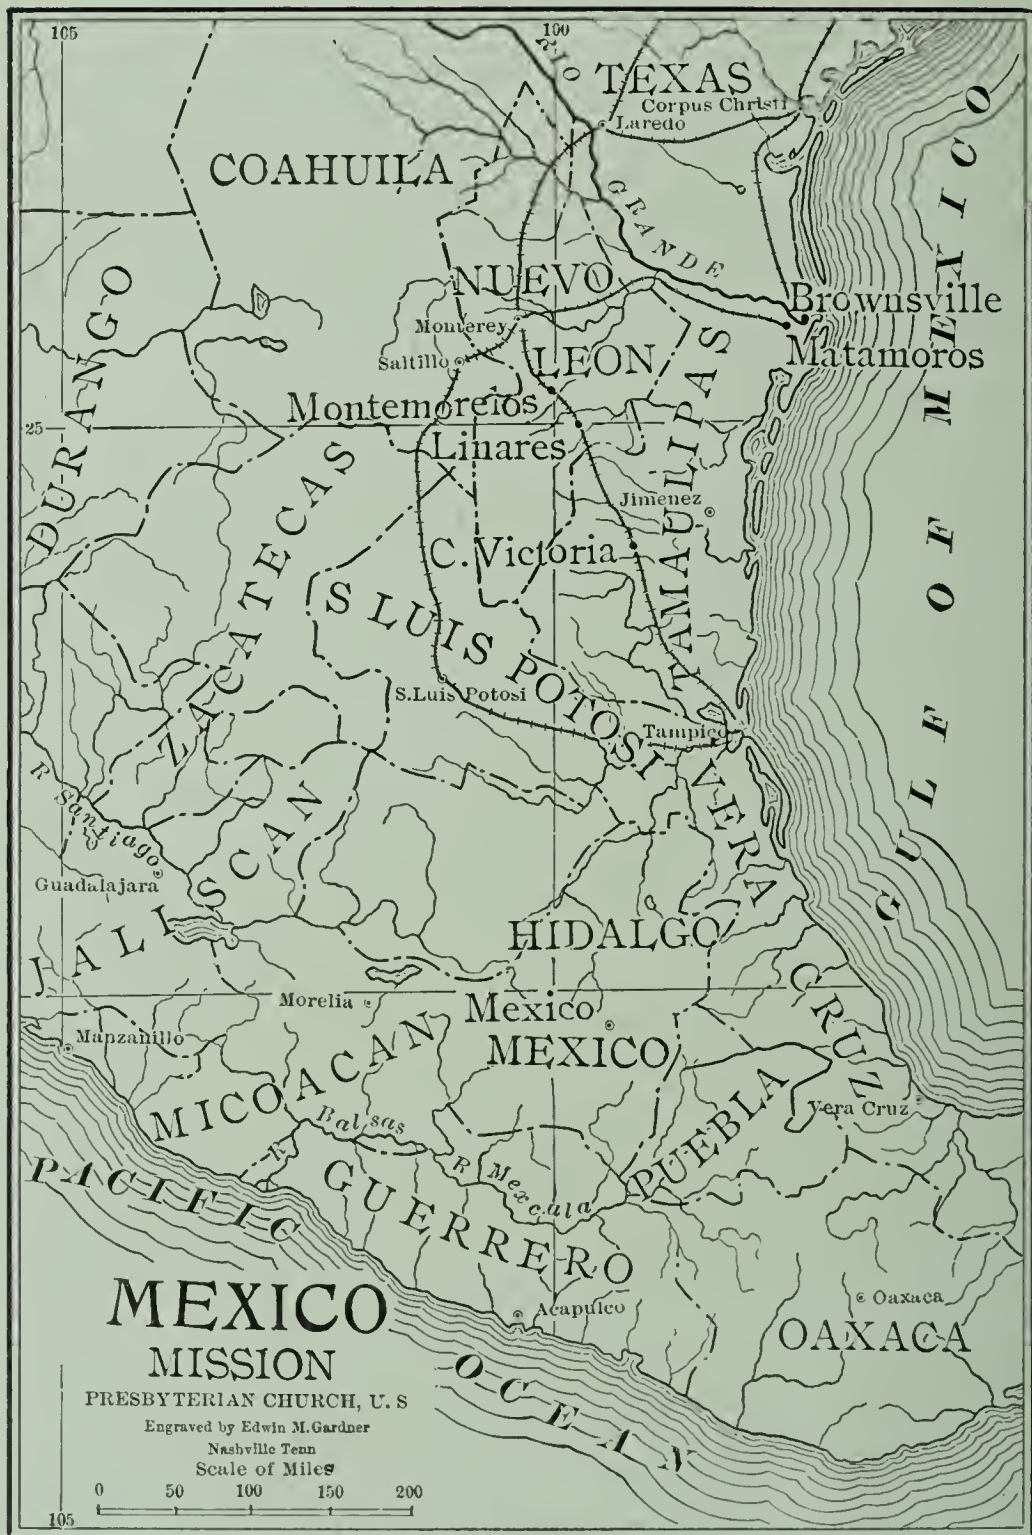 105
100
RIO
TEXAS
Corpus Christi
Laredo
COAHUILA
GRANDE
GULF OF MEXICO
NUEVO
Brownsville
Monterey
Matamoros
Saltillo
LEON
DURANGO
Montemorelos
25
Linares
TAMAULIPAS
ZACATECAS
Jimenez
C. Victoria
S LUIS POTOSI
S. Luis Potosi
Tampico
R Santiago
VERA CRUZ
Guadalajara
JALISCAN
HIDALGO
Morelia
Mexico
Manzanillo
MEXICO
MICOACAN
Vera Cruz
R Balsas
PUEBLA
R Mexcala
PACIFIC OCEAN
GUERRERO
Acapulco
Oaxaca
OAXACA
MEXICO
MISSION
PRESBYTERIAN CHURCH, U. S
Engraved by Edwin M. Gardner
Nashville Tenn
Scale of Miles
0 50 100 150 200
105